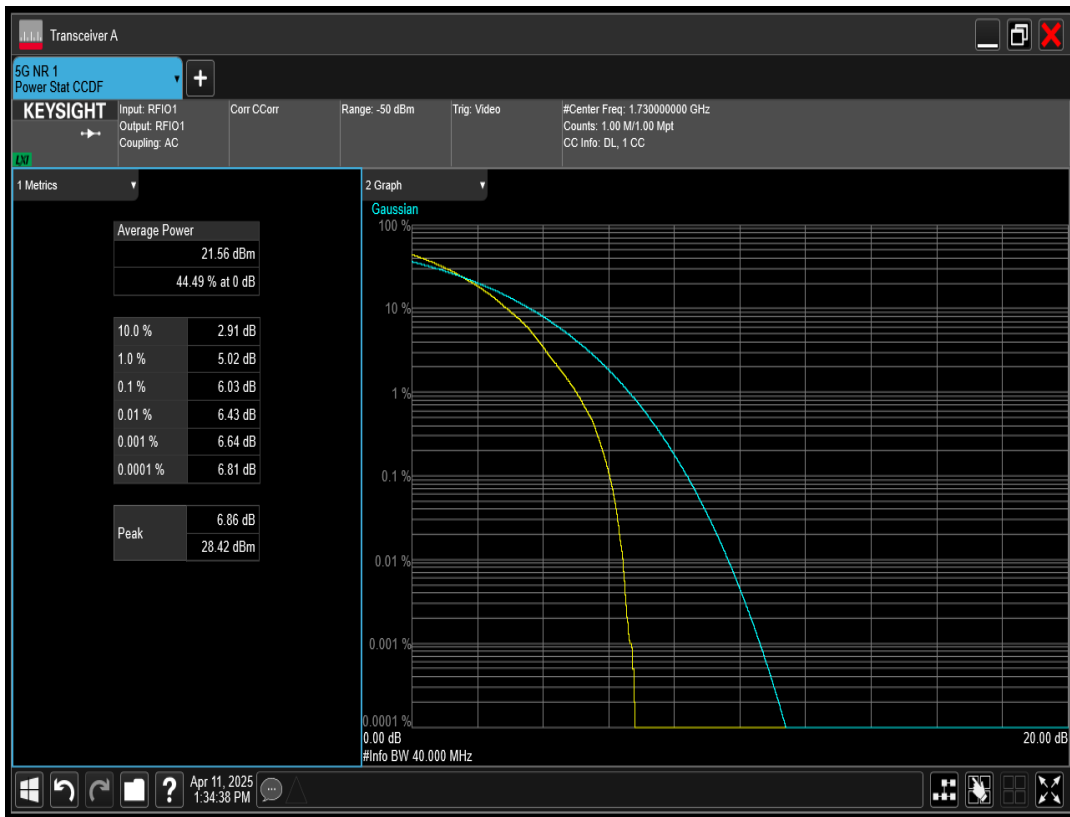 Transceiver A
5G NR 1
Power Stat CCDF
+
KEYSIGHT
LXI
Input: RFIO1
Output: RFIO1
Coupling: AC
Corr CCorr
Range: -50 dBm
Trig: Video
#Center Freq: 1.730000000 GHz
Counts: 1.00 M/1.00 Mpt
CC Info: DL, 1 CC
1 Metrics
Average Power
21.56 dBm
44.49 % at 0 dB
10.0 % 2.91 dB
1.0 % 5.02 dB
0.1 % 6.03 dB
0.01 % 6.43 dB
0.001 % 6.64 dB
0.0001 % 6.81 dB
Peak 6.86 dB
28.42 dBm
2 Graph
Gaussian
100 %
10 %
1 %
0.1 %
0.01 %
0.001 %
0.0001 %
0.00 dB 20.00 dB
#Info BW 40.000 MHz
?
Apr 11, 2025
1:34:38 PM